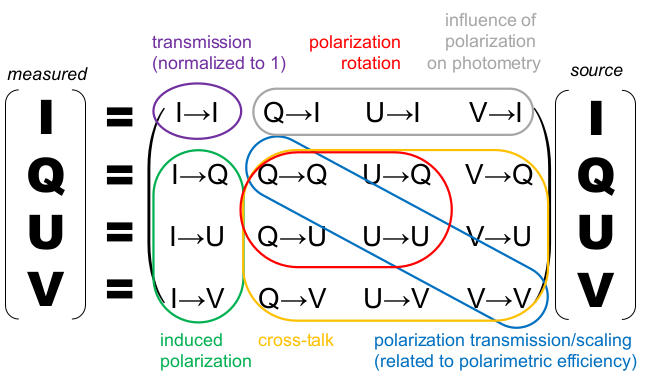 influence of
transmission
polarization
polarization
(normalized to 1)
rotation
on photometry
measured
source
I = I→I Q→I U→I V→I I
Q = I→Q Q→Q U→Q V→Q Q
U = I→U Q→U U→U V→U U
V = I→V Q→V U→V V→V V
induced
polarization
cross-talk
polarization transmission/scaling
(related to polarimetric efficiency)